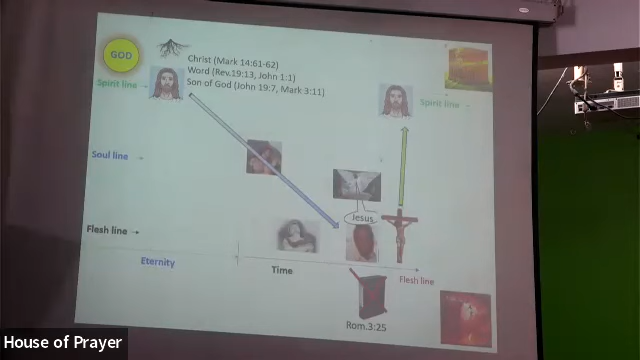 GOD
Christ (Mark 14:61-62)
Word (Rev.19:13, John 1:1)
Son of God (John 19:7, Mark 3:11)
Spirit line
Spirit line
Soul line
Jesus
Flesh line
Eternity
Time
Flesh line
Rom.3:25
House of Prayer